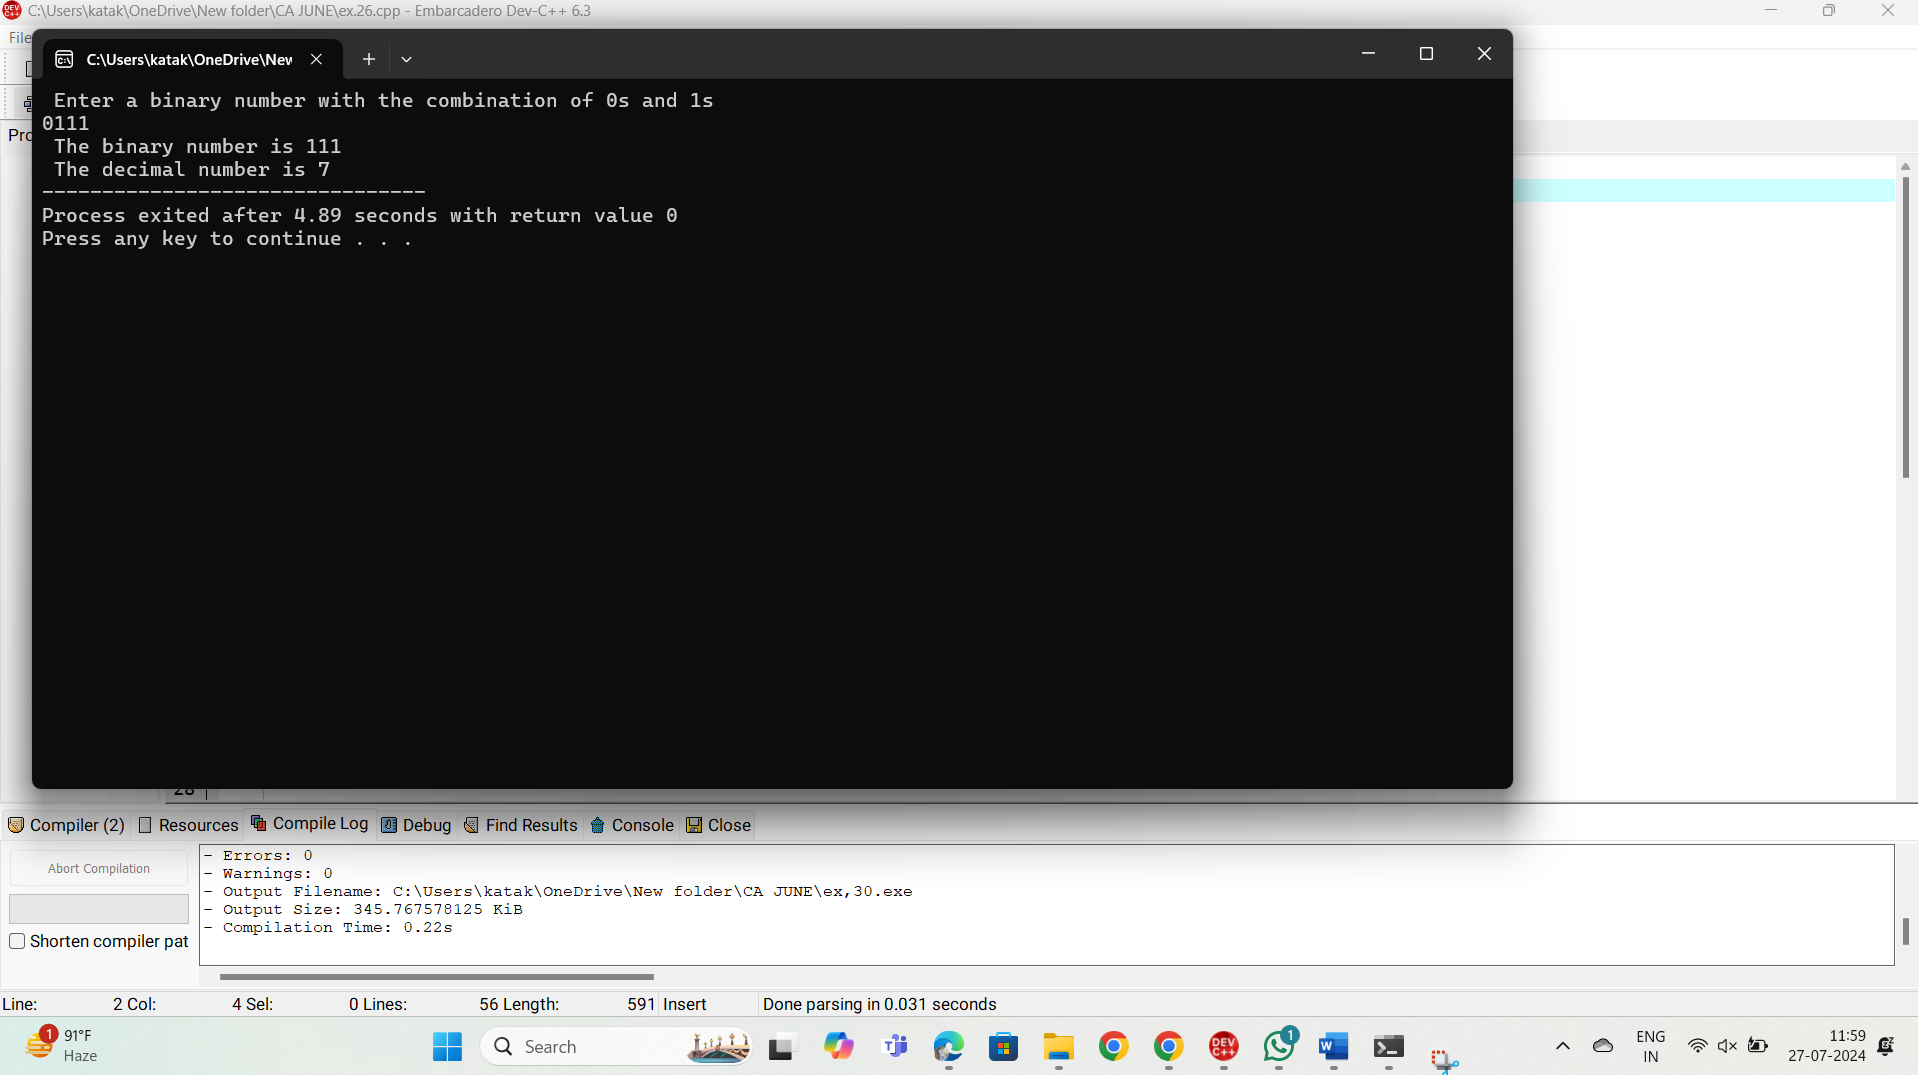 C:\Users\katak\OneDrive\New folder\CA JUNE\ex.26.cpp - Embarcadero Dev-C++ 6.3
File
C:\Users\katak\OneDrive\New
Enter a binary number with the combination of 0s and 1s
0111
The binary number is 111
The decimal number is 7
--------------------------------
Process exited after 4.89 seconds with return value 0
Press any key to continue . . .
28
Compiler (2) Resources Compile Log Debug Find Results Console Close
Abort Compilation
Shorten compiler pat
- Errors: 0
- Warnings: 0
- Output Filename: C:\Users\katak\OneDrive\New folder\CA JUNE\ex,30.exe
- Output Size: 345.767578125 KiB
- Compilation Time: 0.22s
Line: 2 Col: 4 Sel: 0 Lines: 56 Length: 591 Insert Done parsing in 0.031 seconds
1
91°F
Haze
Search
DEV C++
1
ENG
IN
11:59
27-07-2024